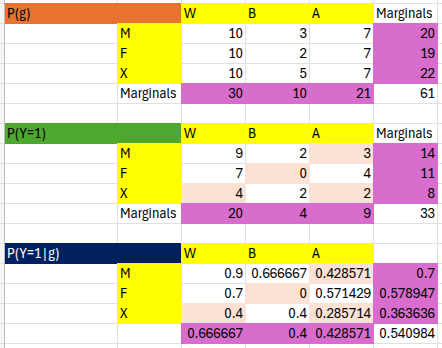 P(g) W B A Marginals
M 10 3 7 20
F 10 2 7 19
X 10 5 7 22
Marginals 30 10 21 61
P(Y=1) W B A Marginals
M 9 2 3 14
F 7 0 4 11
X 4 2 2 8
Marginals 20 4 9 33
P(Y=1|g) W B A
M 0.9 0.666667 0.428571 0.7
F 0.7 0 0.571429 0.578947
X 0.4 0.4 0.285714 0.363636
0.666667 0.4 0.428571 0.540984